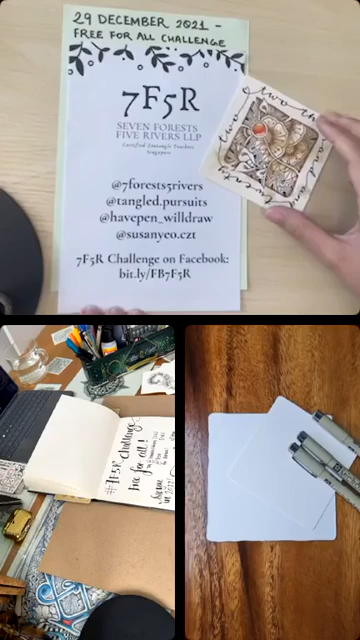 29 DECEMBER 2021 -
FREE FOR ALL CHALLENGE
7F5R
SEVEN FORESTS
FIVE RIVERS LLP
Certified Zentangle Teachers
Singapore
@7forests5rivers
@tangled.pursuits
@havepen_willdraw
@susanyeo.czt
7F5R Challenge on Facebook:
bit.ly/FB7F5R
#7F5R Challenge
free for all!